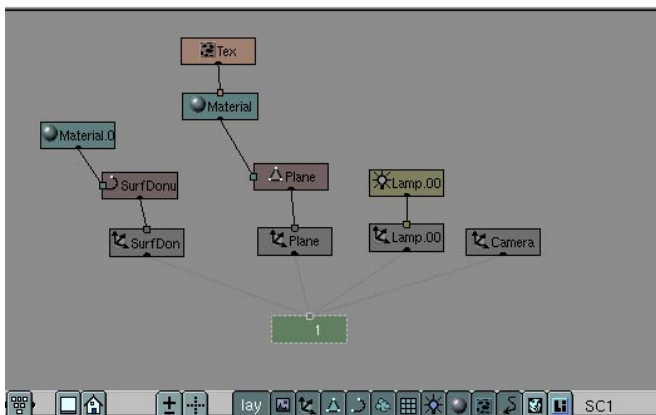 Tex
Material
Material.0
SurfDonu
Plane
Lamp.00
SurfDon
Plane
Lamp.00
Camera
1
lay
SC1